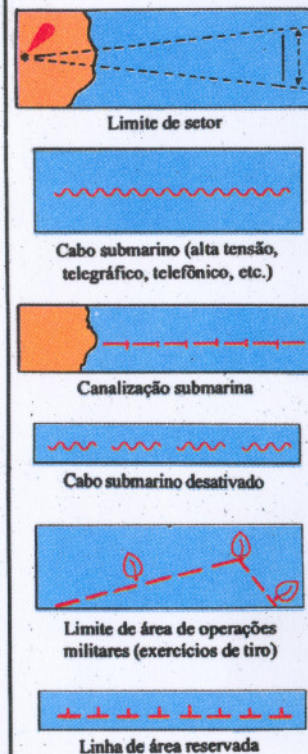 Limite de setor
Cabo submarino (alta tensão,
telegráfico, telefônico, etc.)
Canalização submarina
Cabo submarino desativado
Limite de área de operações
militares (exercícios de tiro)
Linha de área reservada